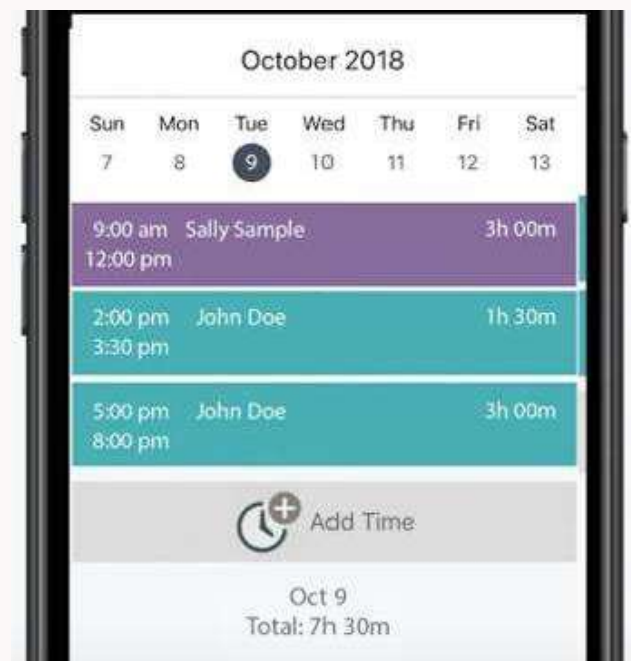 October 2018
Sun Mon Tue Wed Thu Fri Sat
7 8 9 10 11 12 13
9:00 am Sally Sample 3h 00m
12:00 pm
2:00 pm John Doe 1h 30m
3:30 pm
5:00 pm John Doe 3h 00m
8:00 pm
Add Time
Oct 9
Total: 7h 30m